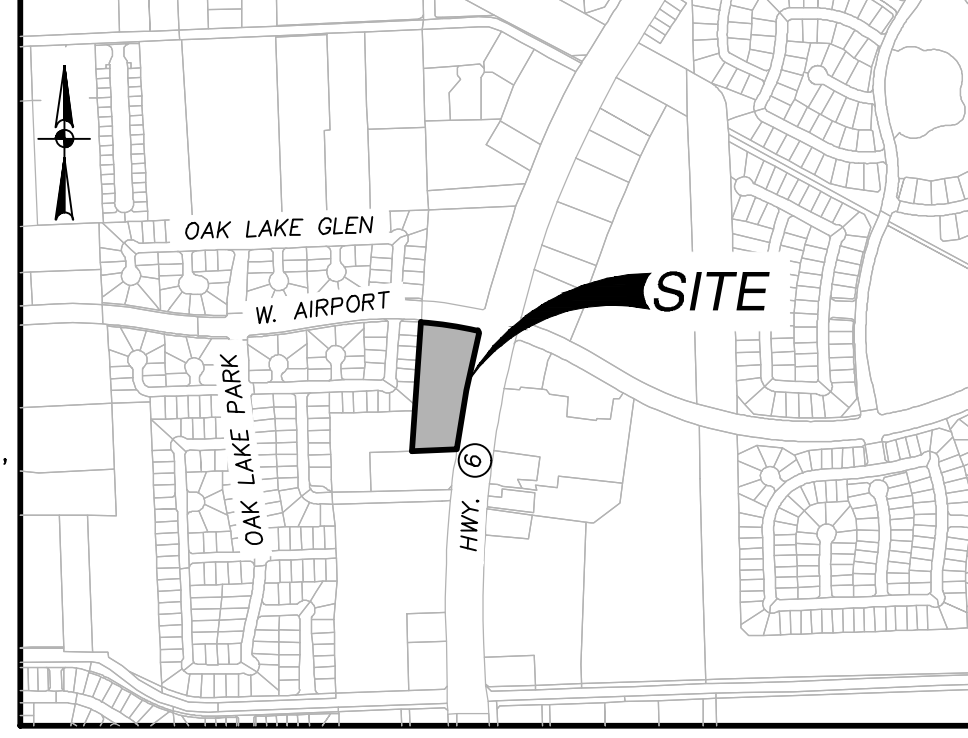 OAK LAKE GLEN
W. AIRPORT
SITE
OAK LAKE PARK
HWY. 6
,